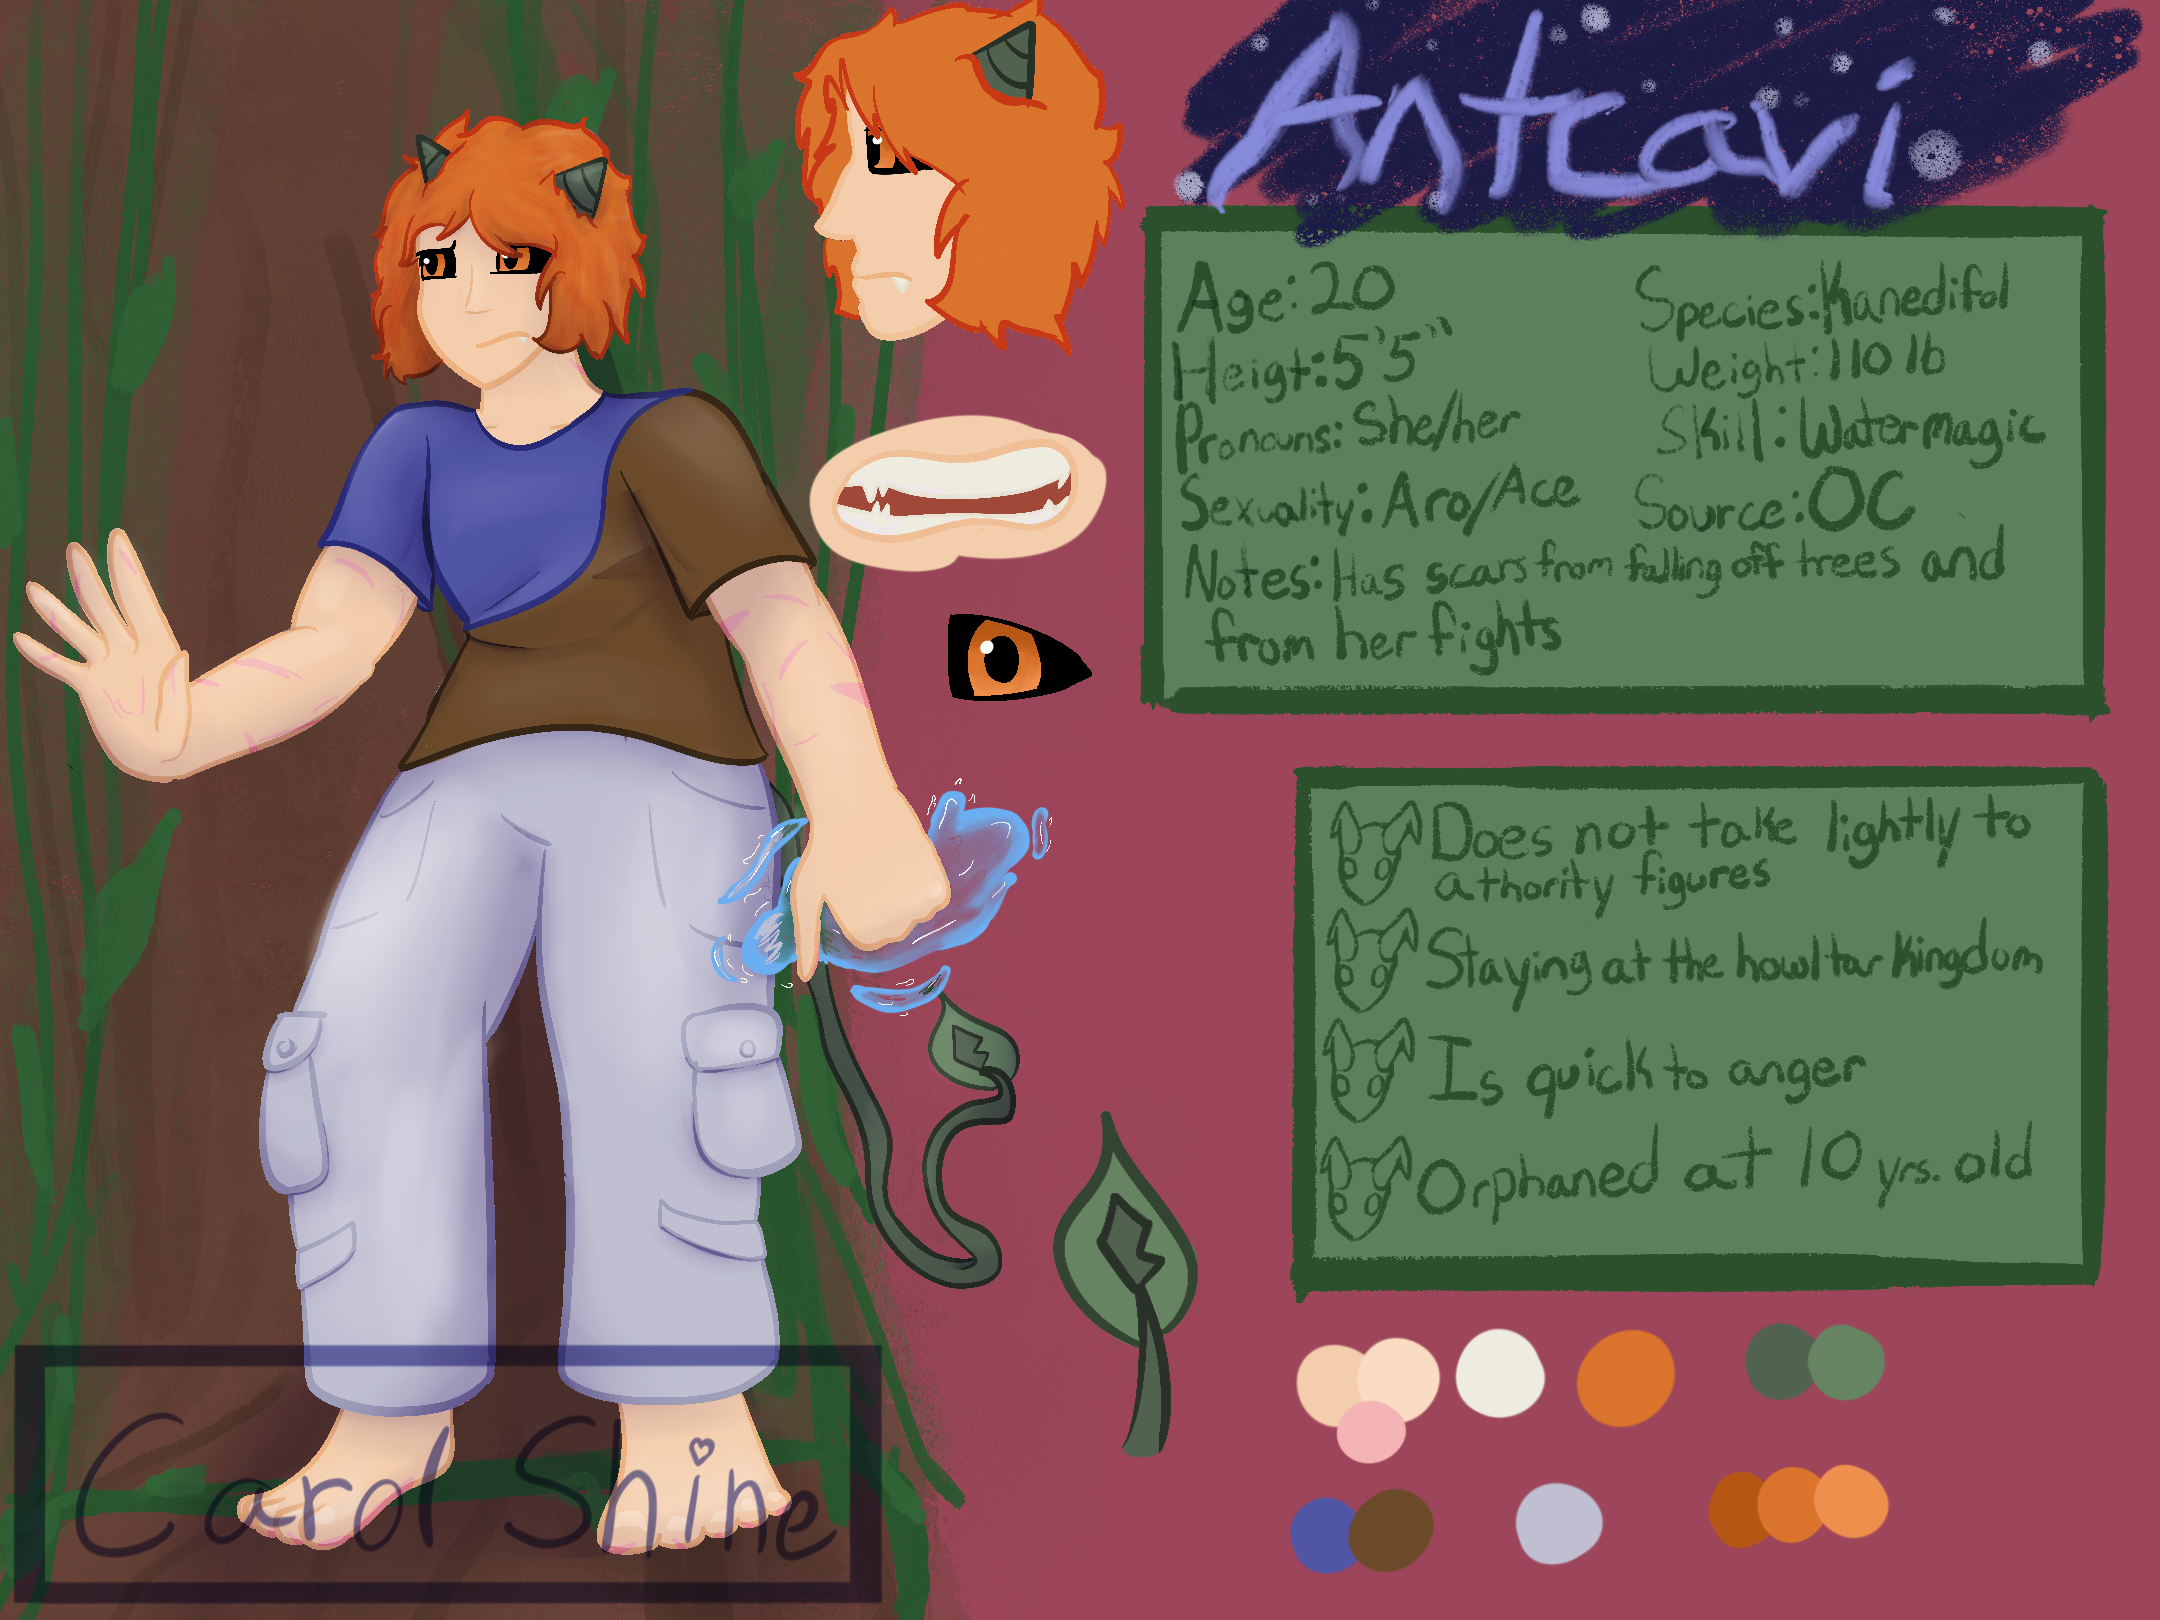 Antcavi
Age: 20
Species: Kanedifol
Heigt: 5'5"
Weight: 110 lb
Pronouns: She/her
Skill: Water magic
Sexuality: Aro/Ace
Source: OC
Notes: Has scars from falling off trees and
from her fights
Does not take lightly to
athority figures
Staying at the howltar Kingdom
Is quick to anger
Orphaned at 10 yrs. old
Carol Shine